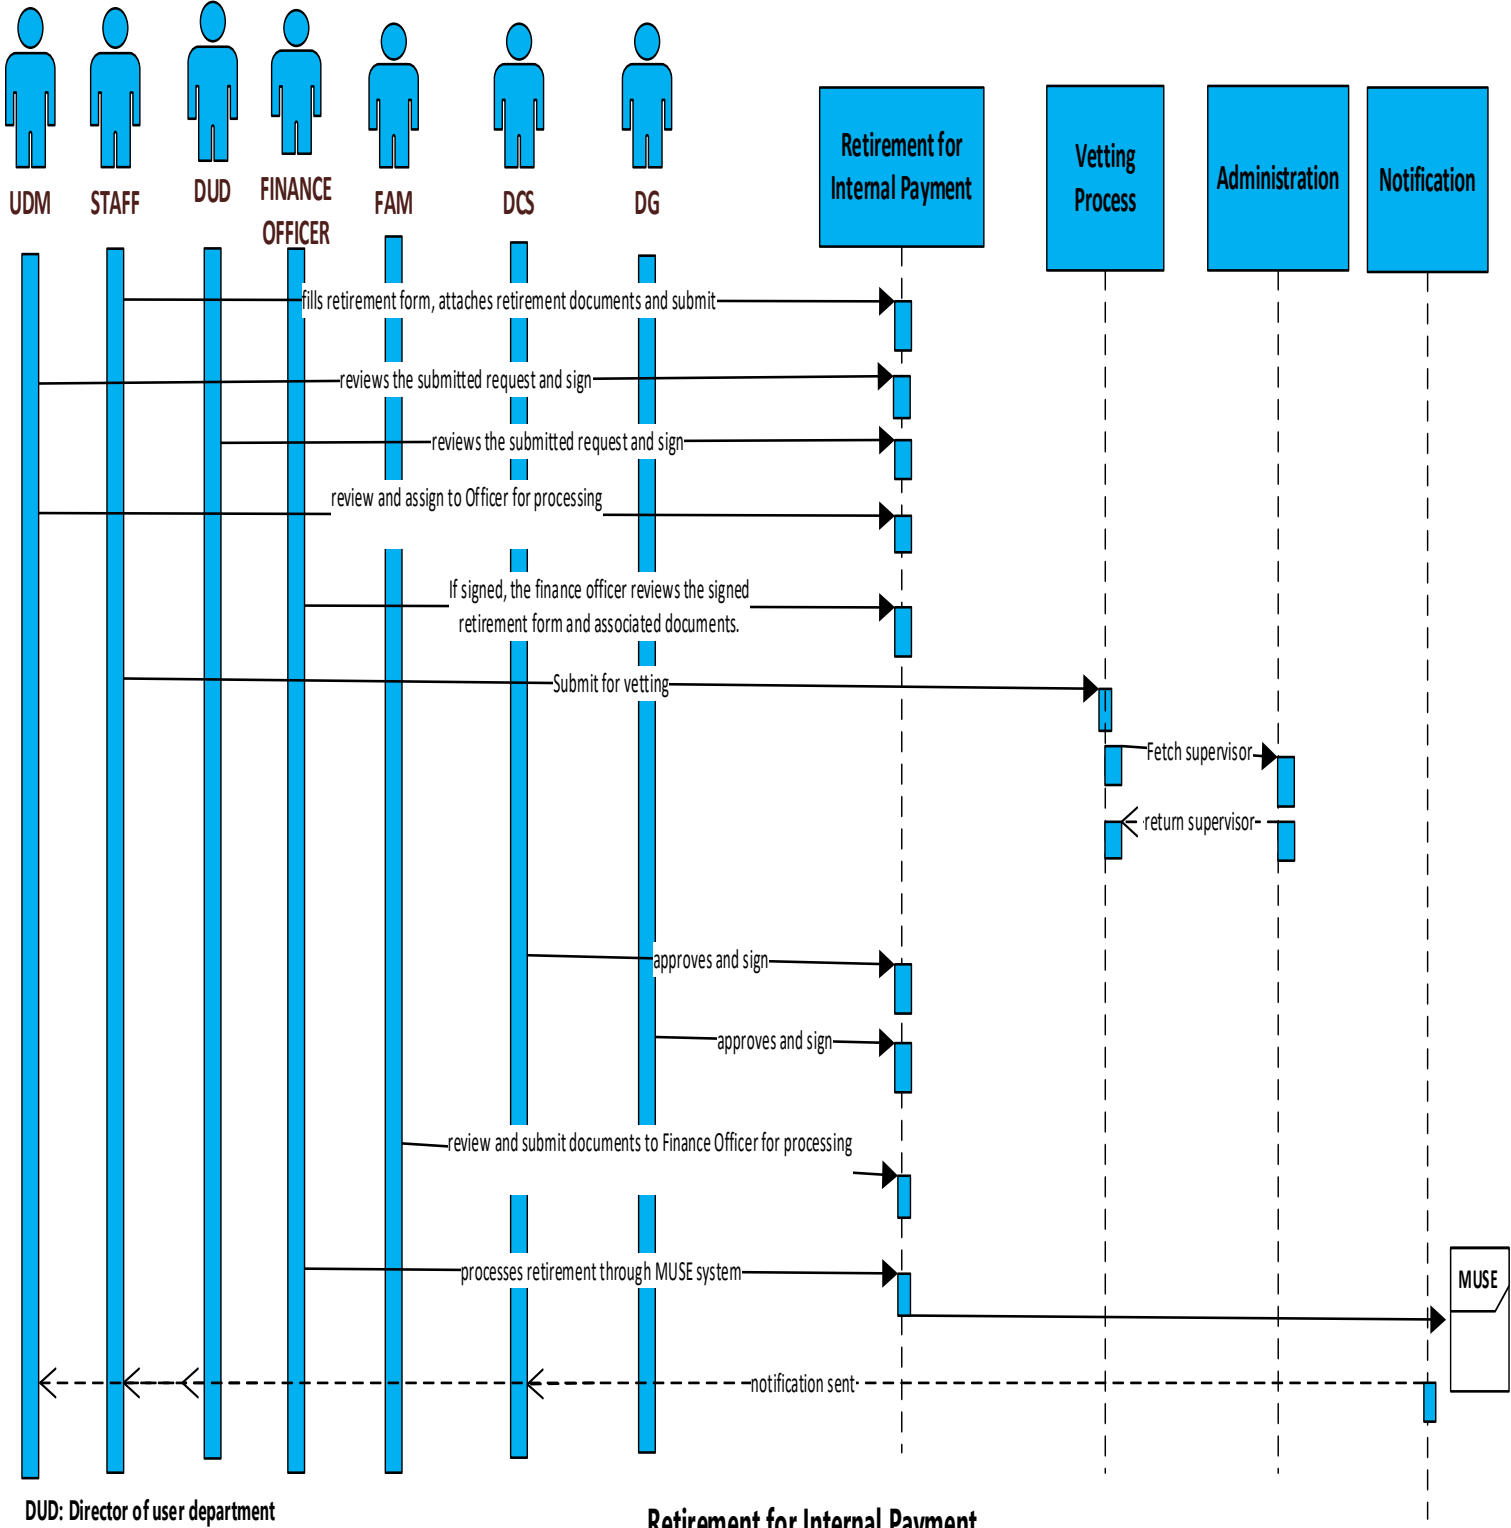 UDM
STAFF
DUD
FINANCE
OFFICER
FAM
DCS
DG
Retirement for
Internal Payment
Vetting
Process
Administration
Notification
fills retirement form, attaches retirement documents and submit
reviews the submitted request and sign
reviews the submitted request and sign
review and assign to Officer for processing
If signed, the finance officer reviews the signed
retirement form and associated documents.
Submit for vetting
Fetch supervisor
return supervisor
approves and sign
approves and sign
review and submit documents to Finance Officer for processing
processes retirement through MUSE system
MUSE
notification sent
DUD: Director of user department
Retirement for Internal Payment